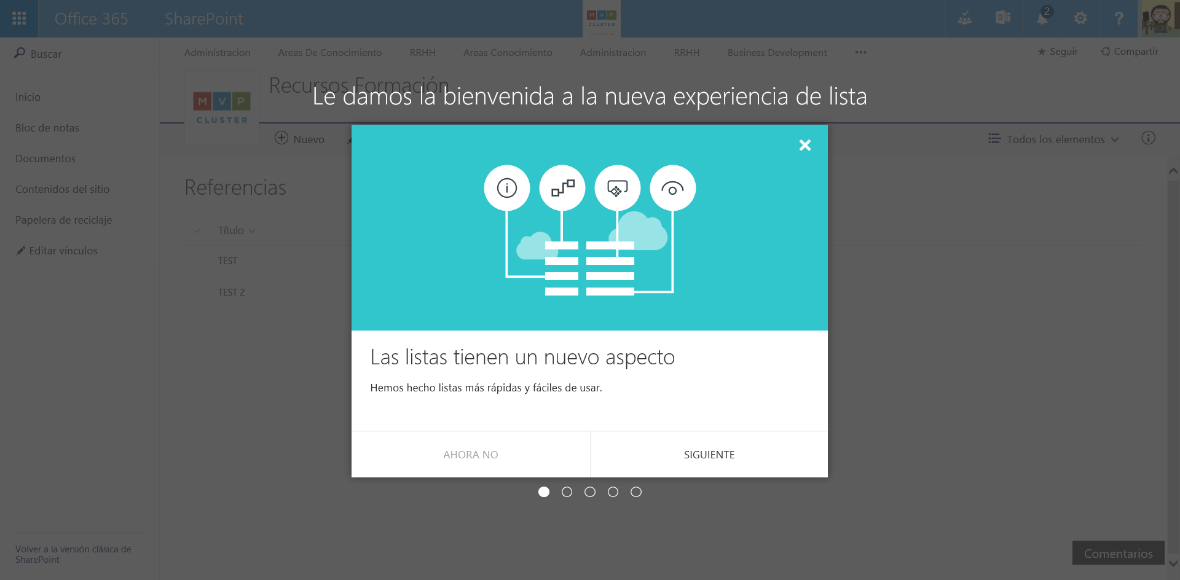 Office 365
SharePoint
MVP
CLUSTER
2
Buscar
Administracion Areas De Conocimiento RRHH Areas Conocimiento Administracion RRHH Business Development ...
Seguir Compartir
Inicio
Bloc de notas
Documentos
Contenidos del sitio
Papelera de reciclaje
Editar vínculos
MVP
CLUSTER
Recursos Formación
Le damos la bienvenida a la nueva experiencia de lista
Nuevo
Todos los elementos
Referencias
Título
TEST
TEST 2
Las listas tienen un nuevo aspecto
Hemos hecho listas más rápidas y fáciles de usar.
AHORA NO
SIGUIENTE
Volver a la versión clásica de
SharePoint
Comentarios